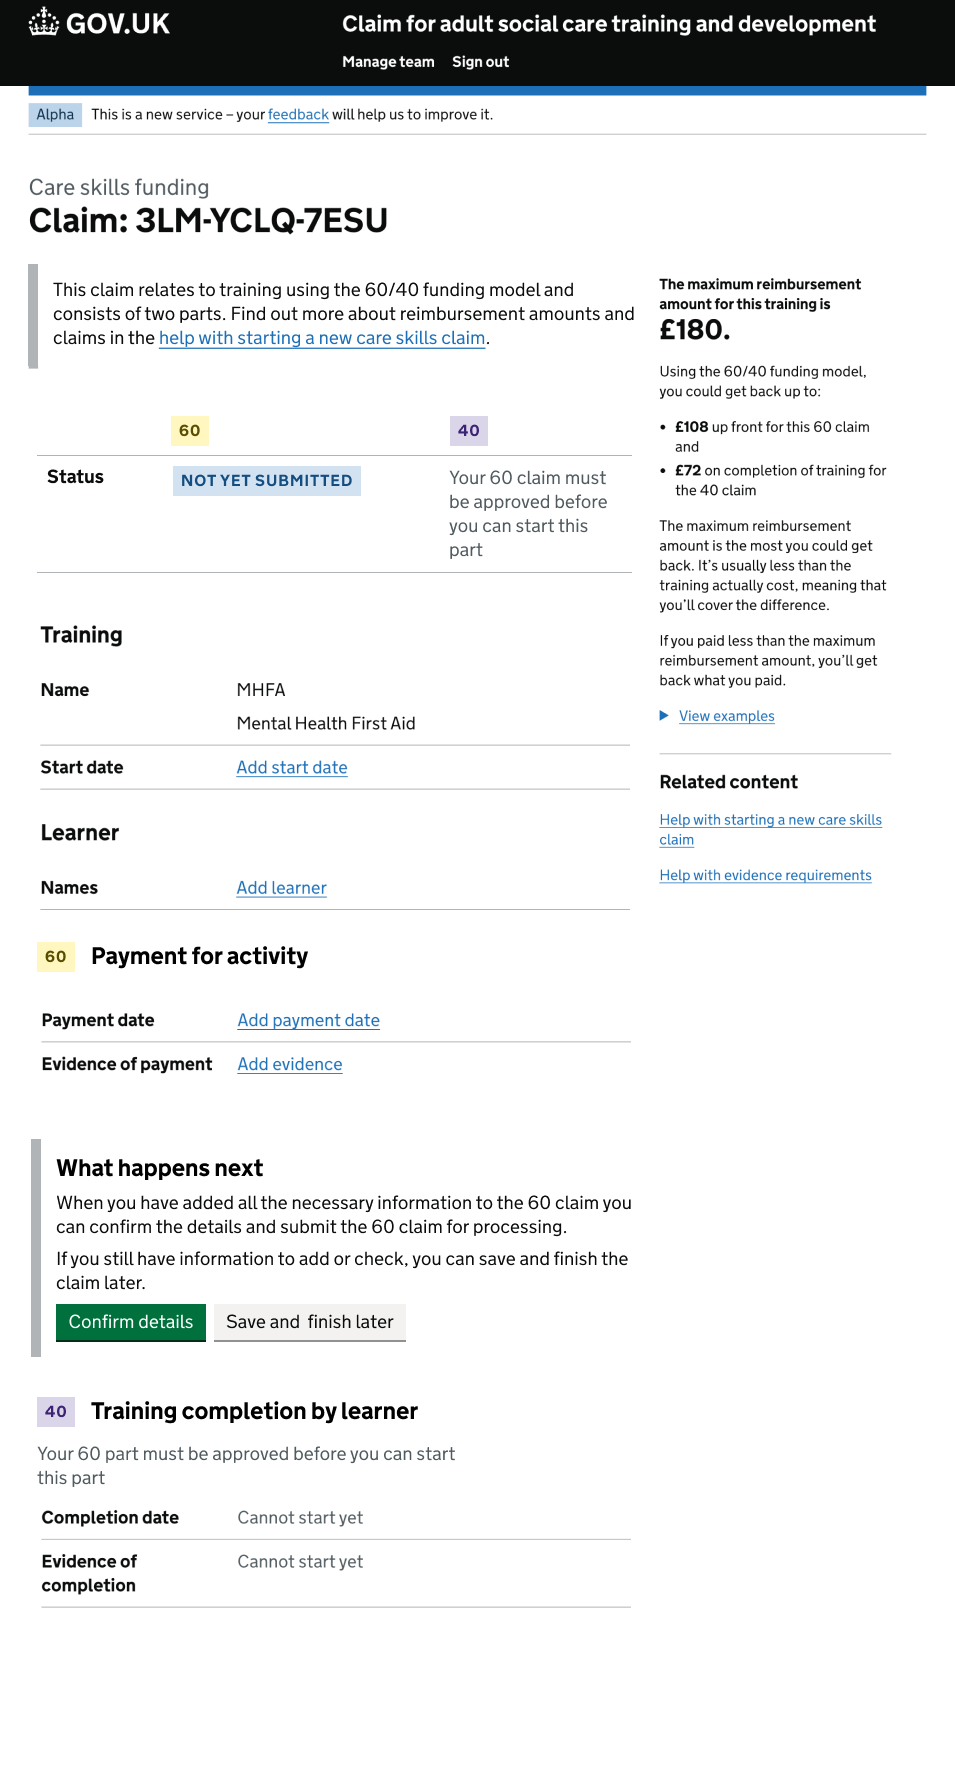 GOV.UK
Claim for adult social care training and development
Manage team Sign out
Alpha This is a new service – your feedback will help us to improve it.
Care skills funding
Claim: 3LM-YCLQ-7ESU
This claim relates to training using the 60/40 funding model and
consists of two parts. Find out more about reimbursement amounts and
claims in the help with starting a new care skills claim.
60 40
Status NOT YET SUBMITTED Your 60 claim must
be approved before
you can start this
part
Training
Name MHFA
Mental Health First Aid
Start date Add start date
Learner
Names Add learner
60 Payment for activity
Payment date Add payment date
Evidence of payment Add evidence
What happens next
When you have added all the necessary information to the 60 claim you
can confirm the details and submit the 60 claim for processing.
If you still have information to add or check, you can save and finish the
claim later.
Confirm details Save and finish later
40 Training completion by learner
Your 60 part must be approved before you can start
this part
Completion date Cannot start yet
Evidence of Cannot start yet
completion
The maximum reimbursement
amount for this training is
£180.
Using the 60/40 funding model,
you could get back up to:
• £108 up front for this 60 claim
and
• £72 on completion of training for
the 40 claim
The maximum reimbursement
amount is the most you could get
back. It’s usually less than the
training actually cost, meaning that
you’ll cover the difference.
If you paid less than the maximum
reimbursement amount, you’ll get
back what you paid.
View examples
Related content
Help with starting a new care skills
claim
Help with evidence requirements